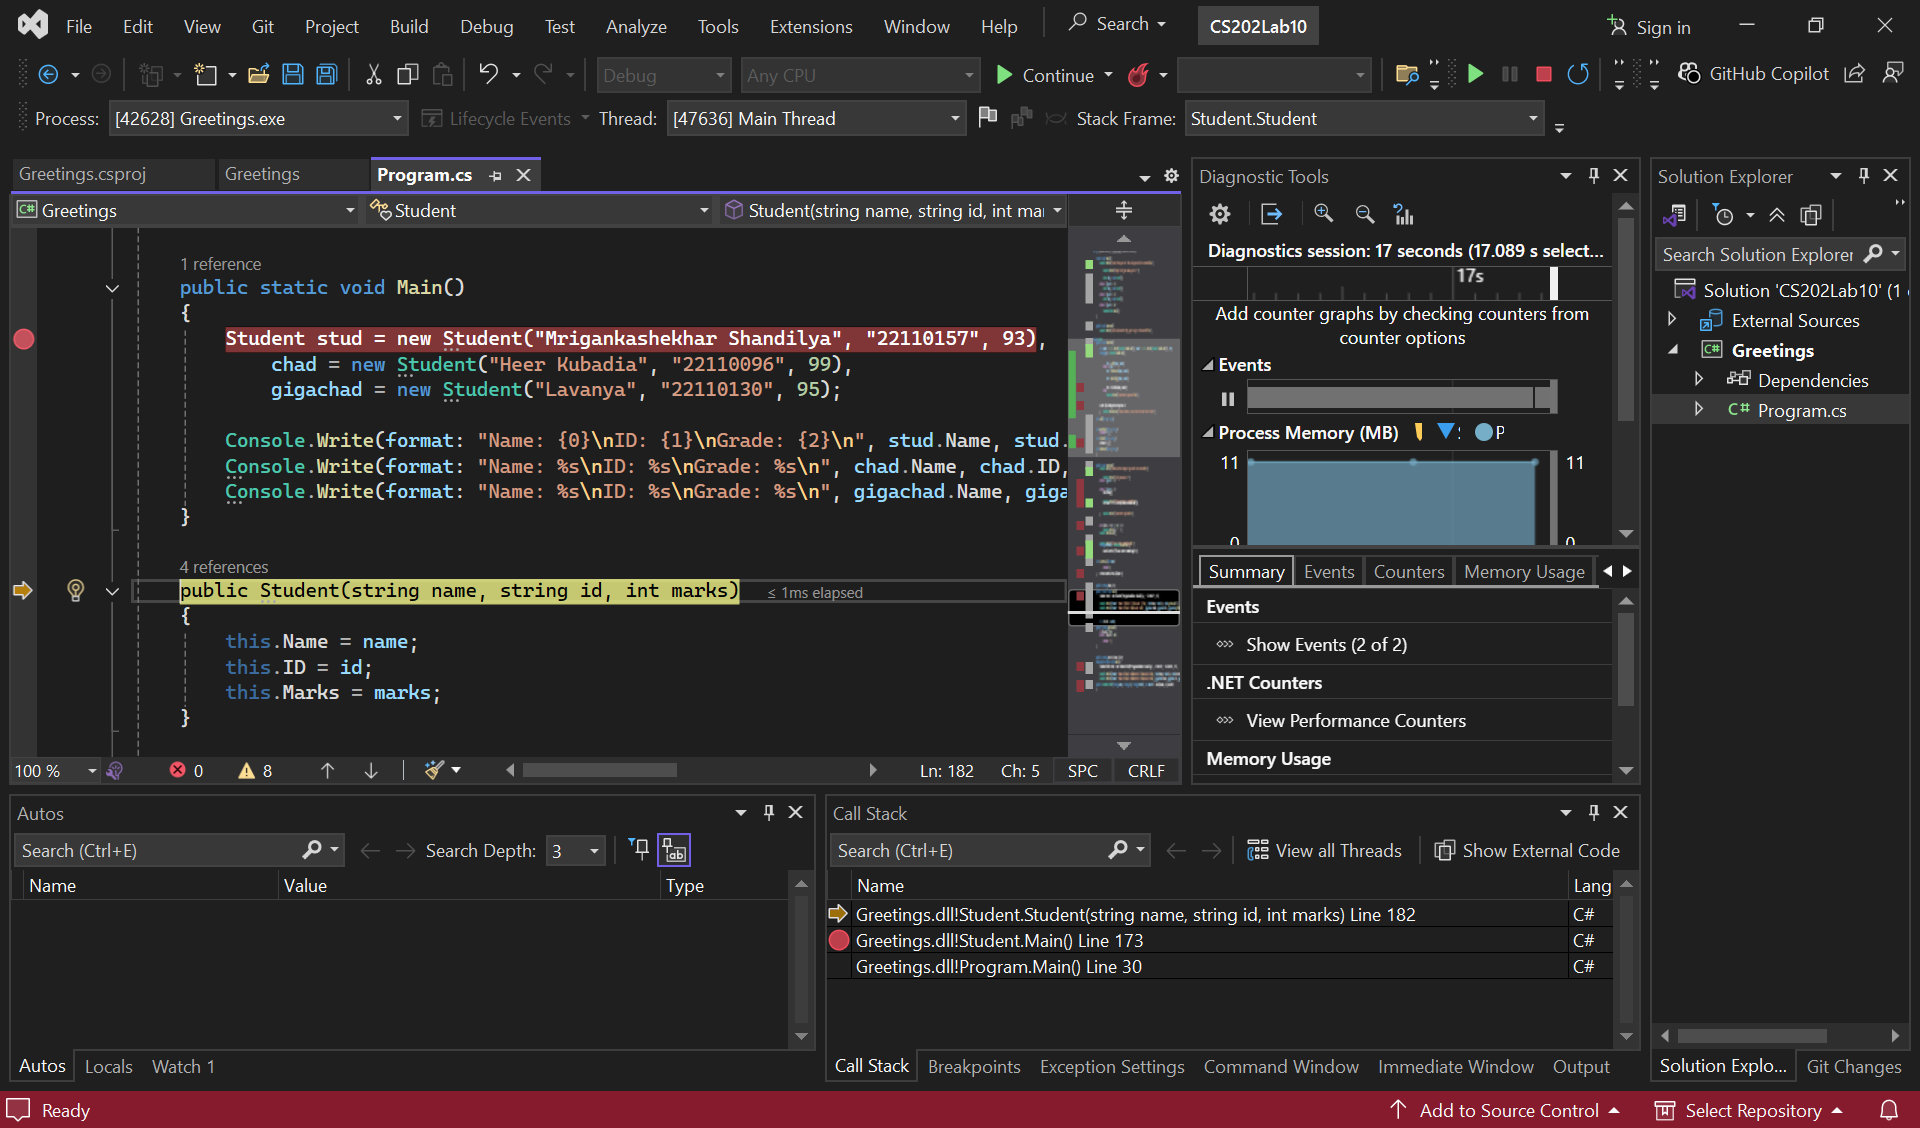 File Edit View Git Project Build Debug Test Analyze Tools Extensions Window Help Search CS202Lab10 Sign in
Debug Any CPU Continue GitHub Copilot
Process: [42628] Greetings.exe Lifecycle Events Thread: [47636] Main Thread Stack Frame: Student.Student
Greetings.csproj Greetings Program.cs
Greetings Student Student(string name, string id, int mar
1 reference
public static void Main()
{
Student stud = new Student("Mrigankashekhar Shandilya", "22110157", 93),
chad = new Student("Heer Kubadia", "22110096", 99),
gigachad = new Student("Lavanya", "22110130", 95);
Console.Write(format: "Name: {0}\nID: {1}\nGrade: {2}\n", stud.Name, stud.
Console.Write(format: "Name: %s\nID: %s\nGrade: %s\n", chad.Name, chad.ID,
Console.Write(format: "Name: %s\nID: %s\nGrade: %s\n", gigachad.Name, giga
}
4 references
public Student(string name, string id, int marks) ≤ 1ms elapsed
{
this.Name = name;
this.ID = id;
this.Marks = marks;
}
100 % 0 8 Ln: 182 Ch: 5 SPC CRLF
Diagnostic Tools
Diagnostics session: 17 seconds (17.089 s select...
17s
Add counter graphs by checking counters from
counter options
Events
Process Memory (MB) P
11 11
0 0
Summary Events Counters Memory Usage
Events
Show Events (2 of 2)
.NET Counters
View Performance Counters
Memory Usage
Solution Explorer
Search Solution Explorer
Solution 'CS202Lab10' (1
External Sources
C# Greetings
Dependencies
C# Program.cs
Solution Explo... Git Changes
Autos
Search (Ctrl+E) Search Depth: 3
Name Value Type
Autos Locals Watch 1
Call Stack
Search (Ctrl+E) View all Threads Show External Code
Name Lang
Greetings.dll!Student.Student(string name, string id, int marks) Line 182 C#
Greetings.dll!Student.Main() Line 173 C#
Greetings.dll!Program.Main() Line 30 C#
Call Stack Breakpoints Exception Settings Command Window Immediate Window Output
Ready Add to Source Control Select Repository